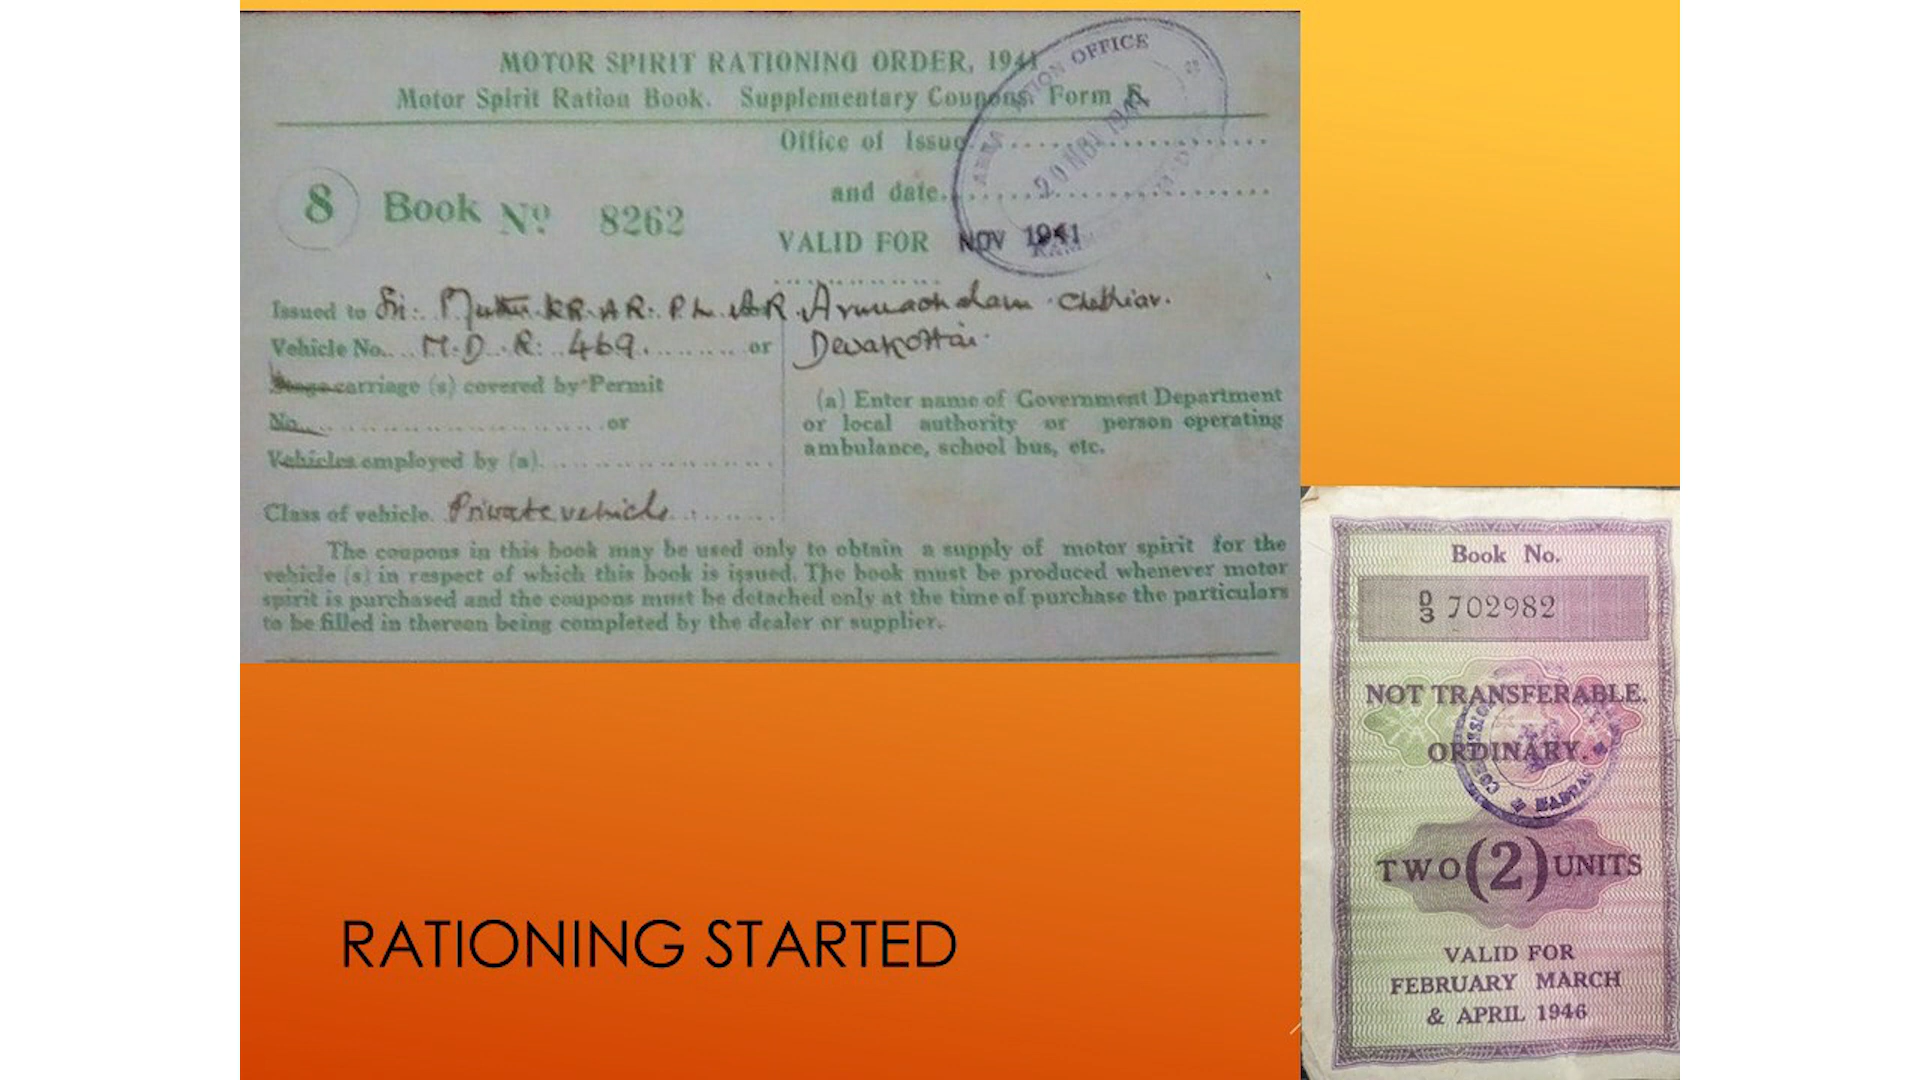 MOTOR SPIRIT RATIONING ORDER, 1941
Motor Spirit Ration Book. Supplementary Coupons. Form
OFFICE
20 NOV 1941
Office of Issue
and date
8 Book No 8262
VALID FOR NOV 1941
Issued to Sri: KR. AR. P. L. AR. Arunachalam Chettiar.
Devakottai.
Vehicle No. M. D. R. 469. or
Stage carriage (s) covered by Permit
No. or
Vehicles employed by (a).
(a) Enter name of Government Department
or local authority or person operating
ambulance, school bus, etc.
Class of vehicle. Private vehicle
The coupons in this book may be used only to obtain a supply of motor spirit for the
vehicle (s) in respect of which this book is issued. The book must be produced whenever motor
spirit is purchased and the coupons must be detached only at the time of purchase the particulars
to be filled in thereon being completed by the dealer or supplier.
Book No.
D/3 702982
NOT TRANSFERABLE.
ORDINARY.
MADRAS
TWO (2) UNITS
VALID FOR
FEBRUARY MARCH
& APRIL 1946
RATIONING STARTED